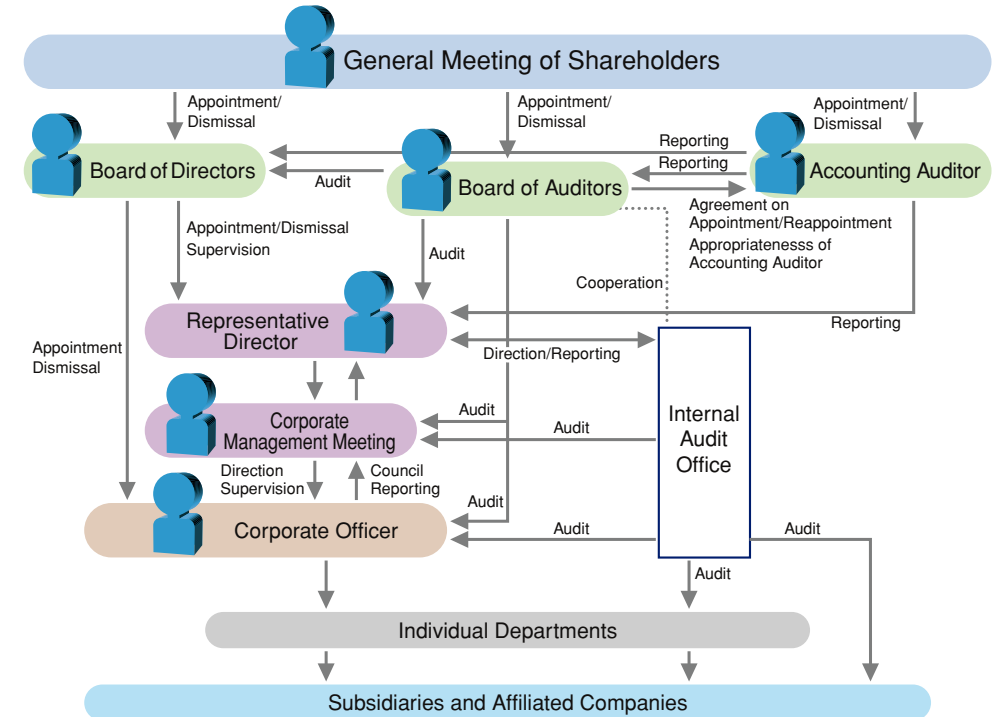 General Meeting of Shareholders
Appointment/
Dismissal
Appointment/
Dismissal
Appointment/
Dismissal
Reporting
Reporting
Board of Directors
Audit
Board of Auditors
Accounting Auditor
Agreement on
Appointment/Reappointment
Appropriatenesss of
Accounting Auditor
Appointment/Dismissal
Supervision
Audit
Cooperation
Representative
Director
Reporting
Direction/Reporting
Appointment
Dismissal
Audit
Corporate
Management Meeting
Audit
Internal
Audit
Office
Direction
Supervision
Council
Reporting
Audit
Corporate Officer
Audit
Audit
Audit
Individual Departments
Subsidiaries and Affiliated Companies